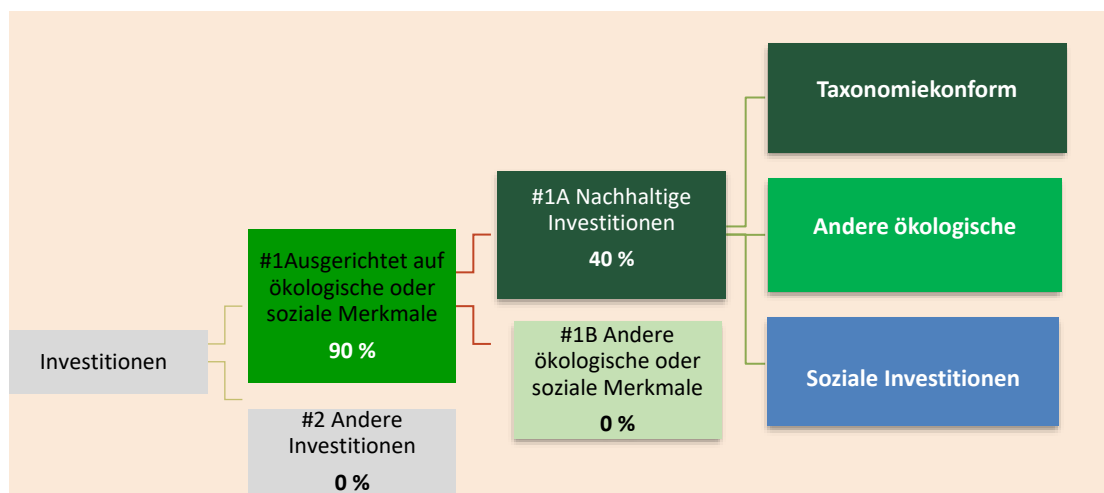 Investitionen
#1Ausgerichtet auf
ökologische oder
soziale Merkmale
90 %
#2 Andere
Investitionen
0 %
#1A Nachhaltige
Investitionen
40 %
#1B Andere
ökologische oder
soziale Merkmale
0 %
Taxonomiekonform
Andere ökologische
Soziale Investitionen